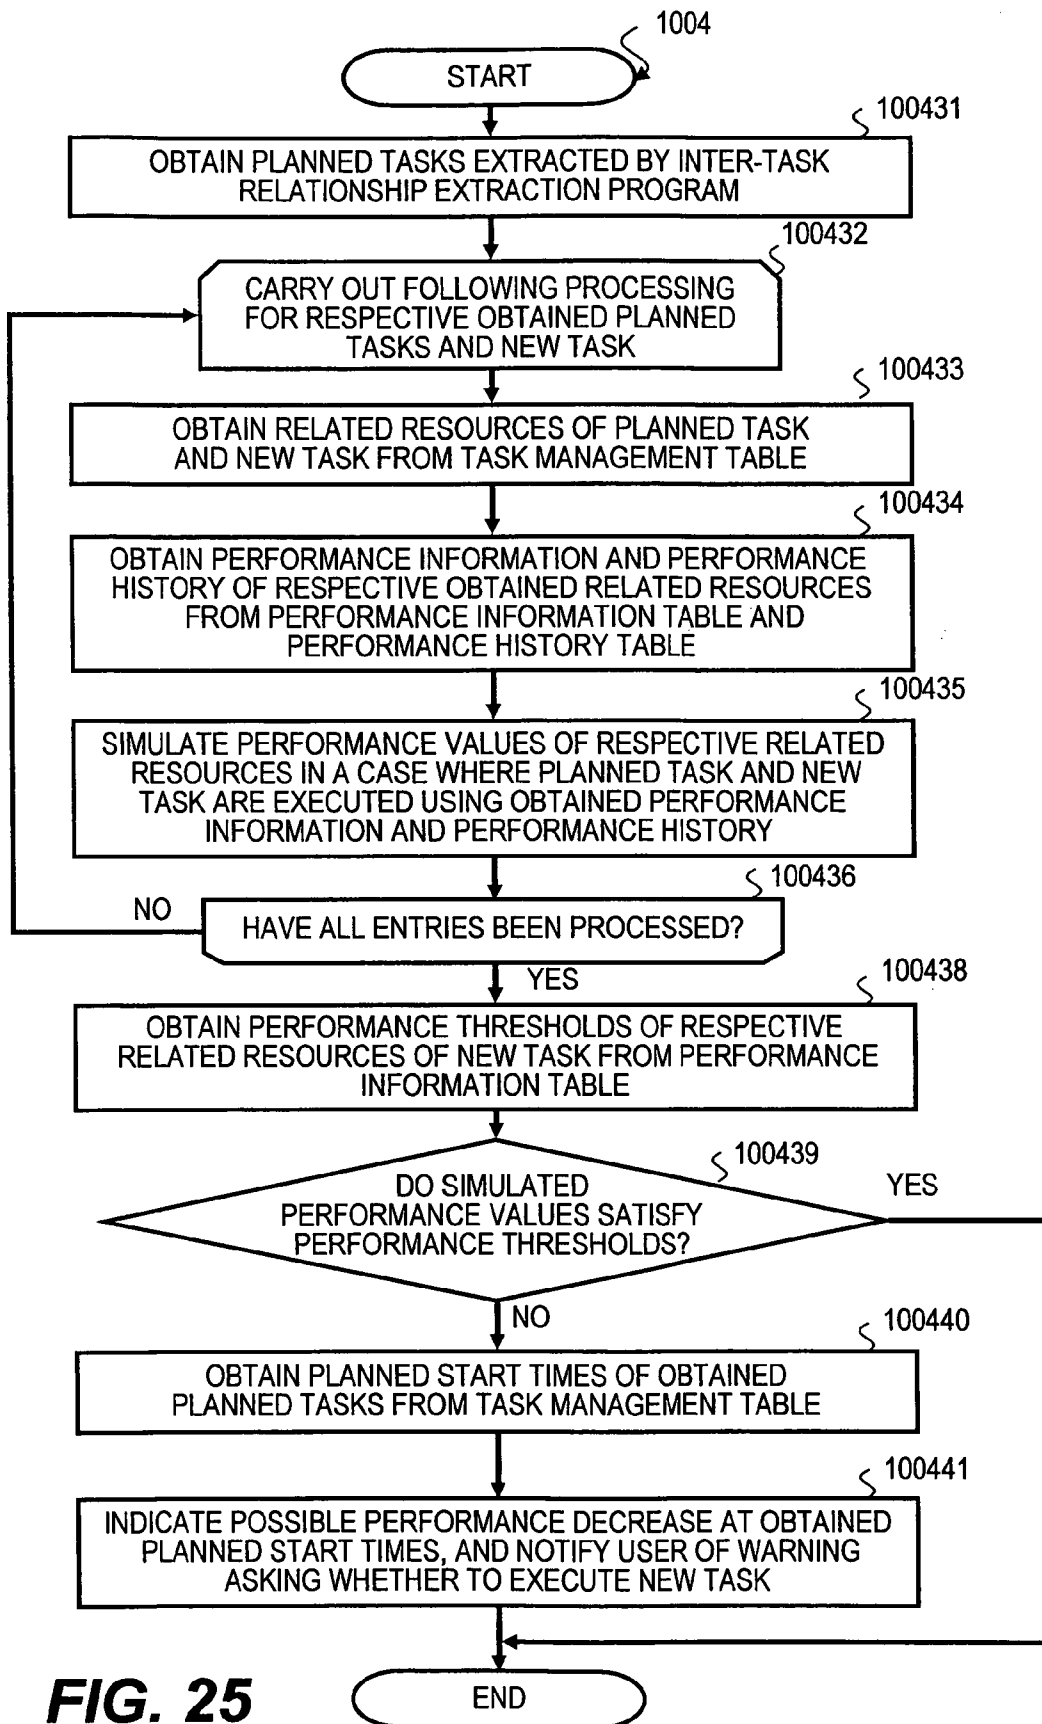 1004
START
100431
OBTAIN PLANNED TASKS EXTRACTED BY INTER-TASK
RELATIONSHIP EXTRACTION PROGRAM
100432
CARRY OUT FOLLOWING PROCESSING
FOR RESPECTIVE OBTAINED PLANNED
TASKS AND NEW TASK
100433
OBTAIN RELATED RESOURCES OF PLANNED TASK
AND NEW TASK FROM TASK MANAGEMENT TABLE
100434
OBTAIN PERFORMANCE INFORMATION AND PERFORMANCE
HISTORY OF RESPECTIVE OBTAINED RELATED RESOURCES
FROM PERFORMANCE INFORMATION TABLE AND
PERFORMANCE HISTORY TABLE
100435
SIMULATE PERFORMANCE VALUES OF RESPECTIVE RELATED
RESOURCES IN A CASE WHERE PLANNED TASK AND NEW
TASK ARE EXECUTED USING OBTAINED PERFORMANCE
INFORMATION AND PERFORMANCE HISTORY
100436
NO
HAVE ALL ENTRIES BEEN PROCESSED?
YES
100438
OBTAIN PERFORMANCE THRESHOLDS OF RESPECTIVE
RELATED RESOURCES OF NEW TASK FROM PERFORMANCE
INFORMATION TABLE
100439
YES
DO SIMULATED
PERFORMANCE VALUES SATISFY
PERFORMANCE THRESHOLDS?
NO
100440
OBTAIN PLANNED START TIMES OF OBTAINED
PLANNED TASKS FROM TASK MANAGEMENT TABLE
100441
INDICATE POSSIBLE PERFORMANCE DECREASE AT OBTAINED
PLANNED START TIMES, AND NOTIFY USER OF WARNING
ASKING WHETHER TO EXECUTE NEW TASK
END
FIG. 25